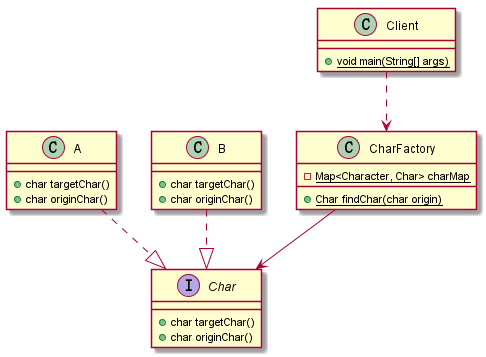 C Client
void main(String[] args)
C A
char targetChar()
char originChar()
C B
char targetChar()
char originChar()
C CharFactory
Map<Character, Char> charMap
Char findChar(char origin)
I Char
char targetChar()
char originChar()